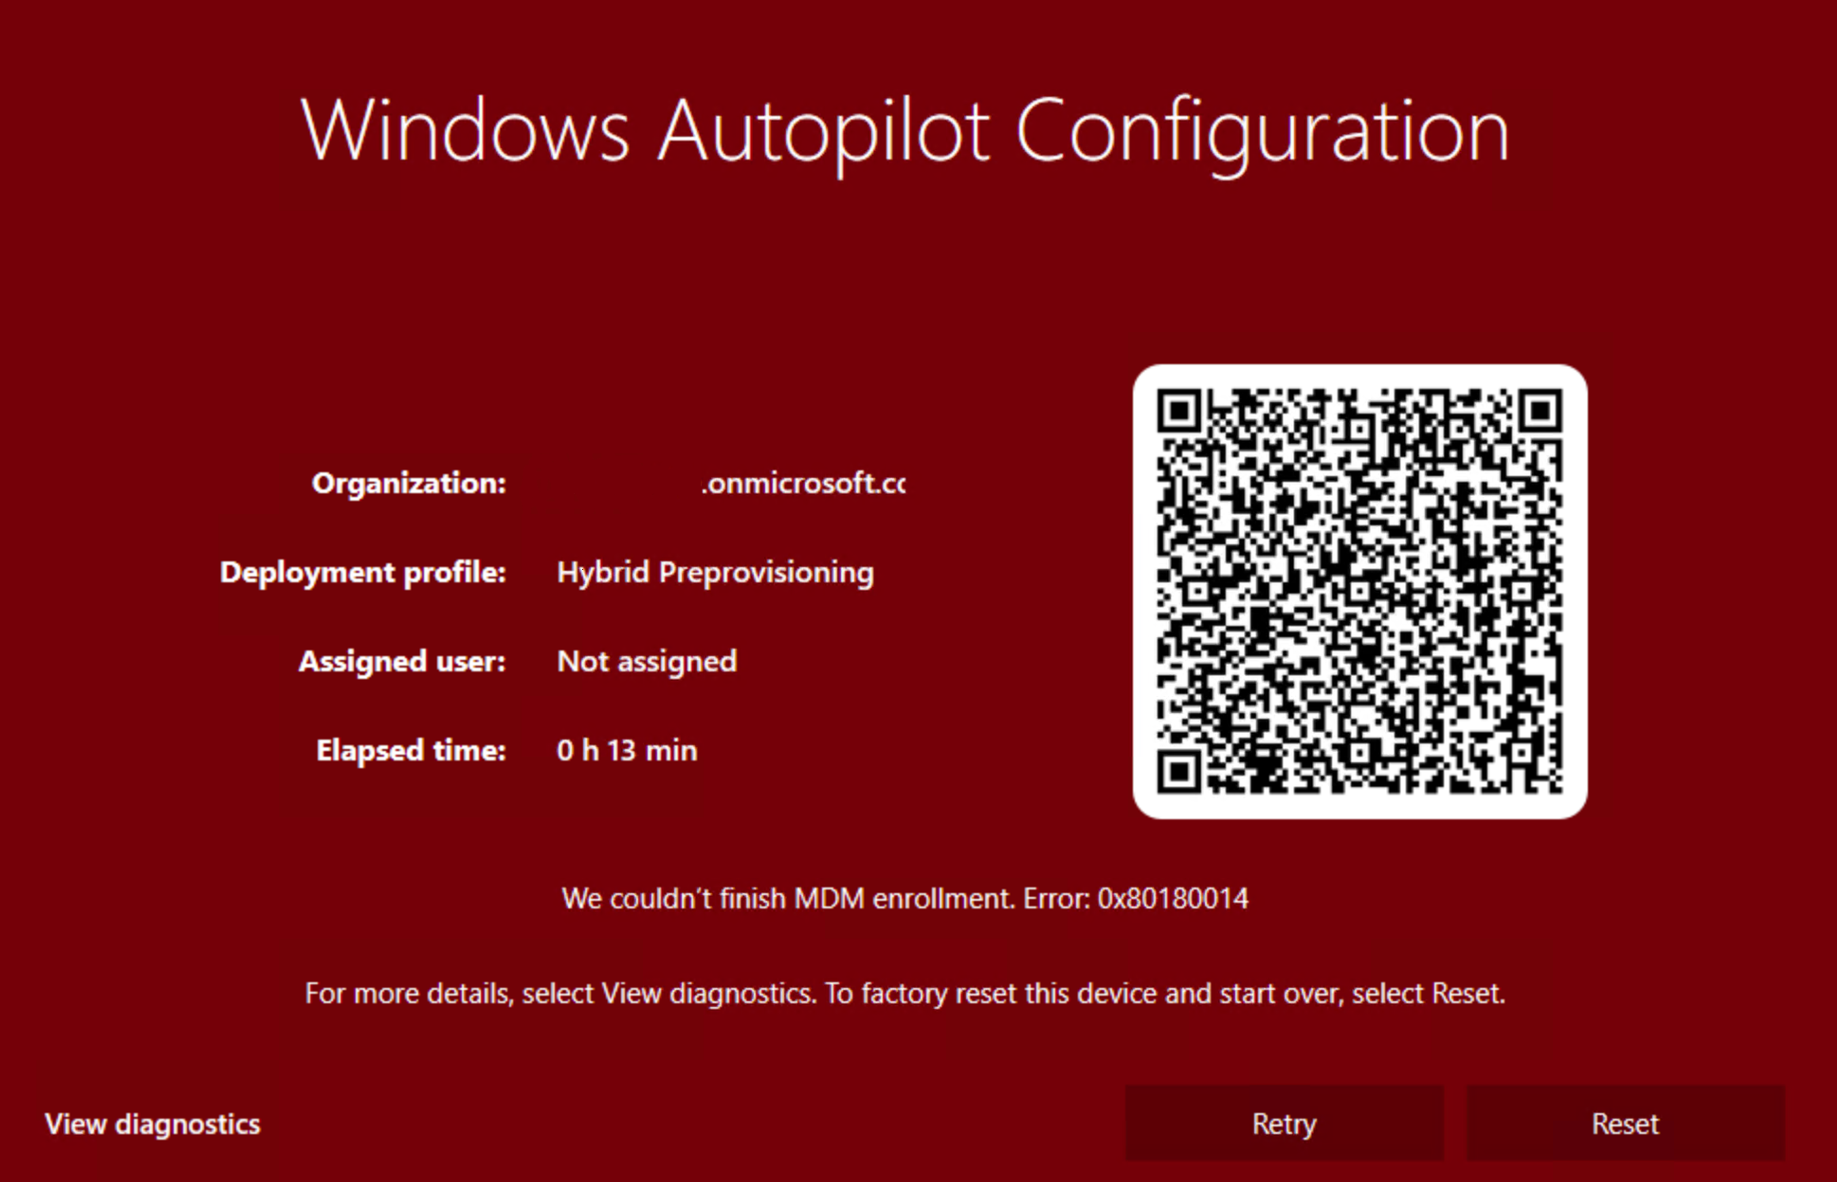 Windows Autopilot Configuration
Organization: .onmicrosoft.cc
Deployment profile: Hybrid Preprovisioning
Assigned user: Not assigned
Elapsed time: 0 h 13 min
We couldn't finish MDM enrollment. Error: 0x80180014
For more details, select View diagnostics. To factory reset this device and start over, select Reset.
View diagnostics
Retry
Reset